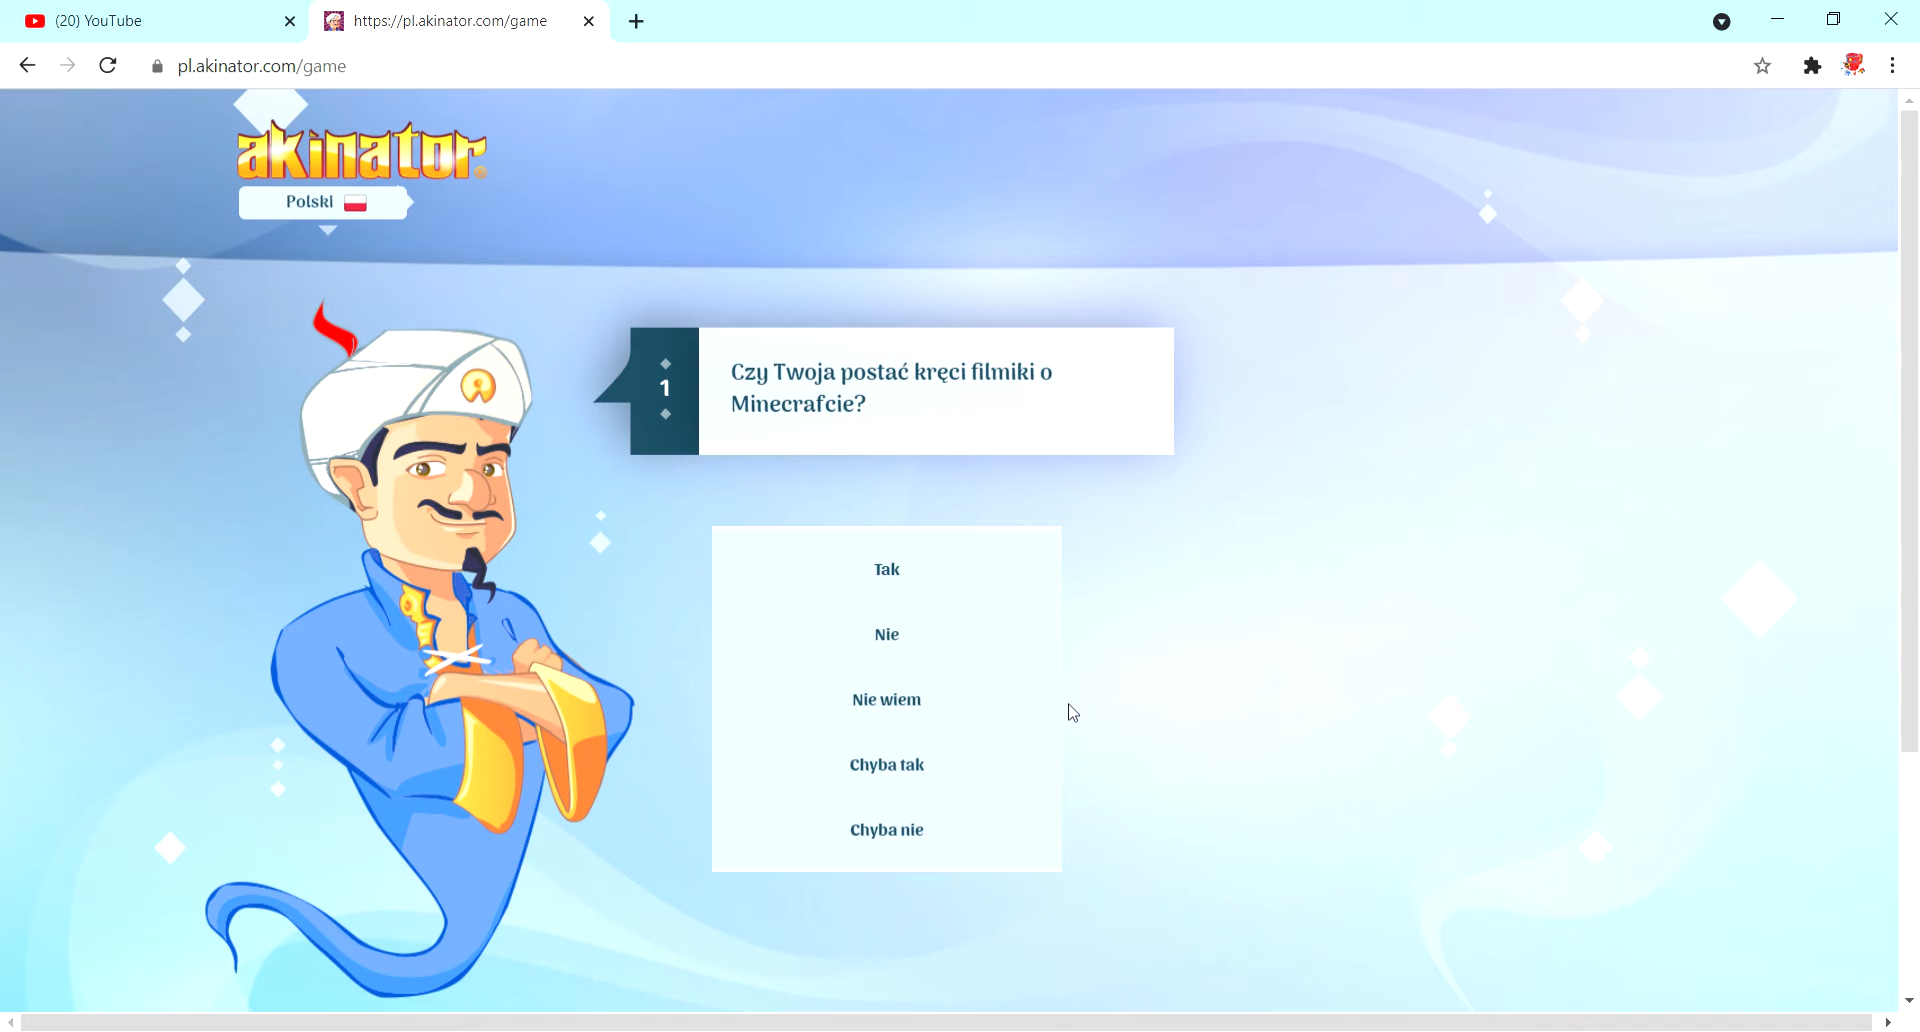 (20) YouTube
https://pl.akinator.com/game
pl.akinator.com/game
akinator
Polski
1
Czy Twoja postać kręci filmiki o
Minecrafcie?
Tak
Nie
Nie wiem
Chyba tak
Chyba nie